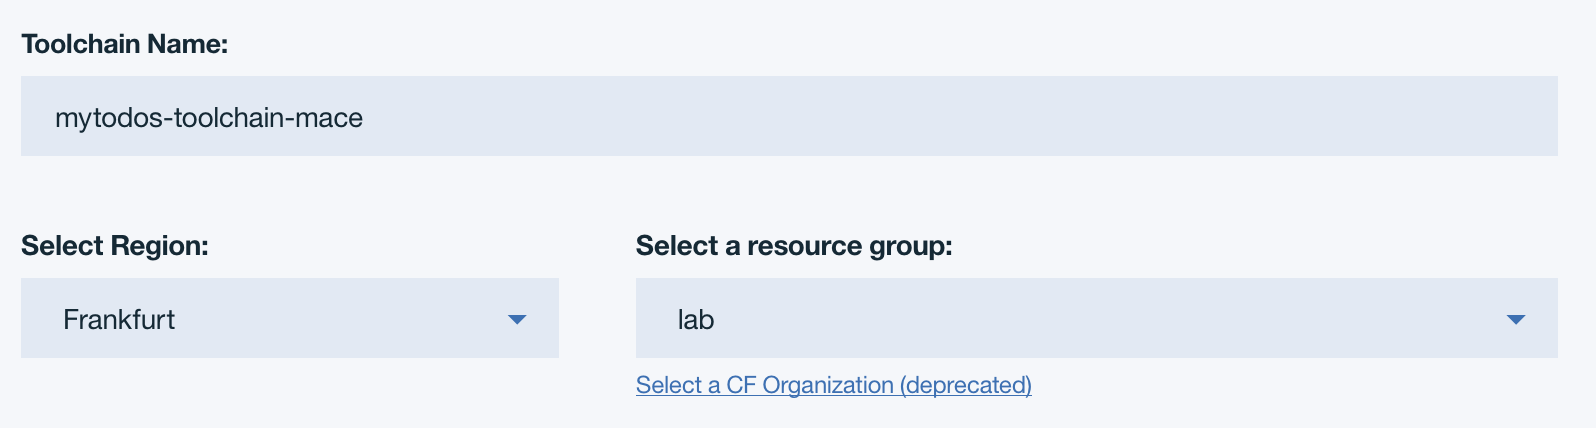 Toolchain Name:
mytodos-toolchain-mace
Select Region:
Select a resource group:
Frankfurt
lab
Select a CF Organization (deprecated)